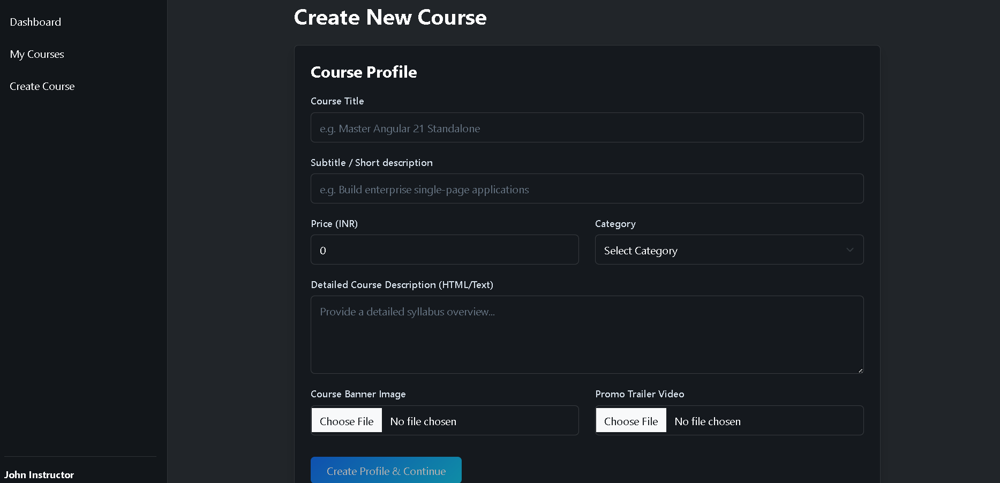 Dashboard
My Courses
Create Course
Create New Course
Course Profile
Course Title
e.g. Master Angular 21 Standalone
Subtitle / Short description
e.g. Build enterprise single-page applications
Price (INR)
0
Category
Select Category
Detailed Course Description (HTML/Text)
Provide a detailed syllabus overview...
Course Banner Image
Choose File No file chosen
Promo Trailer Video
Choose File No file chosen
Create Profile & Continue
John Instructor